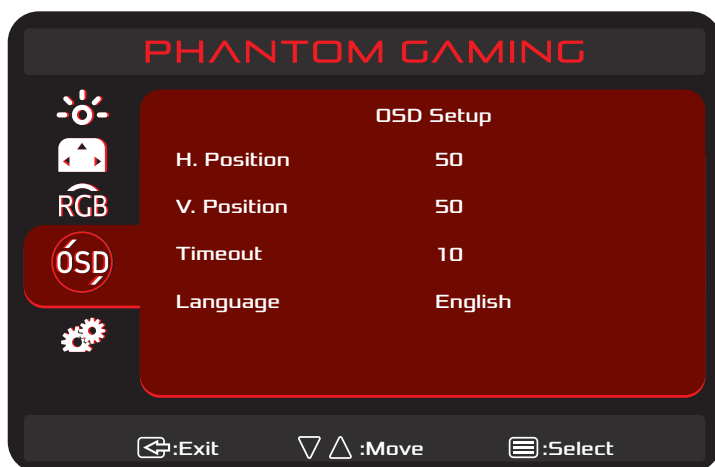 PHANTOM GAMING
OSD Setup
H. Position 50
V. Position 50
RGB
Timeout 10
OSD
Language English
:Exit :Move :Select